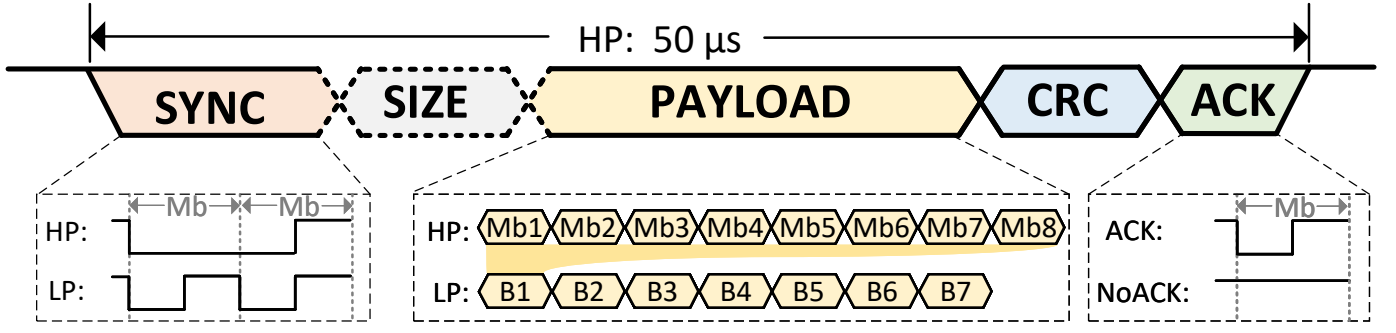 HP: 50 μs
SYNC SIZE PAYLOAD CRC ACK
Mb Mb
HP:
LP:
HP: Mb1 Mb2 Mb3 Mb4 Mb5 Mb6 Mb7 Mb8
LP: B1 B2 B3 B4 B5 B6 B7
Mb
ACK:
NoACK: